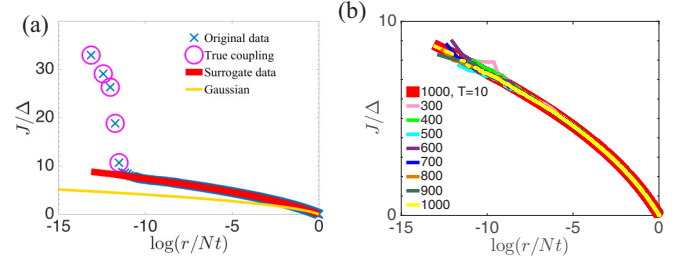 (a)
J/Δ
30
20
10
0
-15
-10
-5
0
log(r/Nt)
Original data
True coupling
Surrogate data
Gaussian
(b)
J/Δ
10
5
0
-15
-10
-5
0
log(r/Nt)
1000, T=10
300
400
500
600
700
800
900
1000